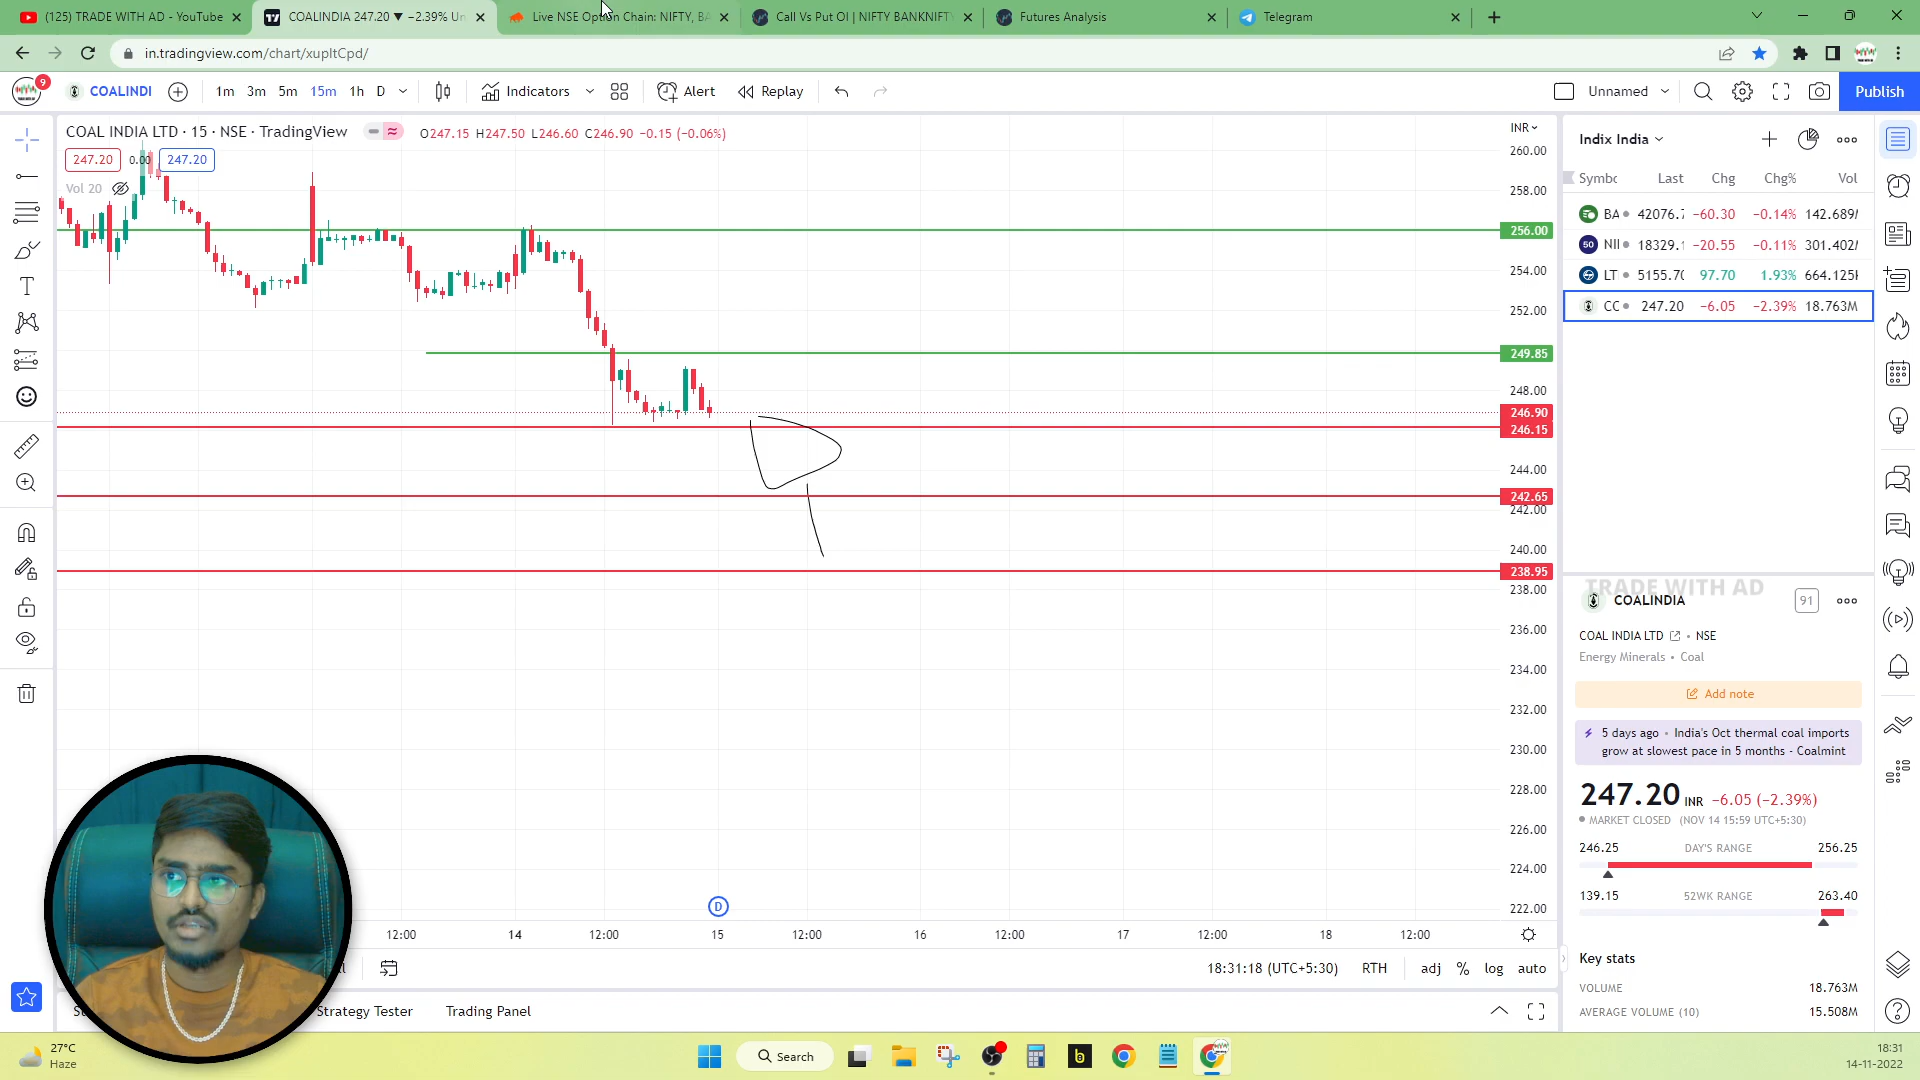 (125) TRADE WITH AD - YouTube
COALINDIA 247.20 ▼ −2.39% Un
Live NSE Option Chain: NIFTY, BA
Call Vs Put OI | NIFTY BANKNIFTY
Futures Analysis
Telegram
in.tradingview.com/chart/xupItCpd/
9
COALINDI
1m 3m 5m 15m 1h D
Indicators
Alert
Replay
Unnamed
Publish
COAL INDIA LTD · 15 · NSE · TradingView
O247.15 H247.50 L246.60 C246.90 −0.15 (−0.06%)
247.20 0.00 247.20
Vol 20
INR
260.00
258.00
256.00
254.00
252.00
249.85
248.00
246.90
246.15
244.00
242.65
242.00
240.00
238.95
238.00
236.00
234.00
232.00
230.00
228.00
226.00
224.00
222.00
D
12:00 14 12:00 15 12:00 16 12:00 17 12:00 18 12:00
18:31:18 (UTC+5:30) RTH adj % log auto
Strategy Tester Trading Panel
Indix India
Symbc Last Chg Chg% Vol
BA 42076.7 −60.30 −0.14% 142.689
50 NII 18329.1 −20.55 −0.11% 301.402
LT 5155.70 97.70 1.93% 664.125
CC 247.20 −6.05 −2.39% 18.763M
TRADE WITH AD
COALINDIA 91
COAL INDIA LTD • NSE
Energy Minerals • Coal
Add note
5 days ago • India's Oct thermal coal imports
grow at slowest pace in 5 months - Coalmint
247.20 INR −6.05 (−2.39%)
MARKET CLOSED (NOV 14 15:59 UTC+5:30)
246.25 DAY'S RANGE 256.25
139.15 52WK RANGE 263.40
Key stats
VOLUME 18.763M
AVERAGE VOLUME (10) 15.508M
27°C
Haze
Search
18:31
14-11-2022